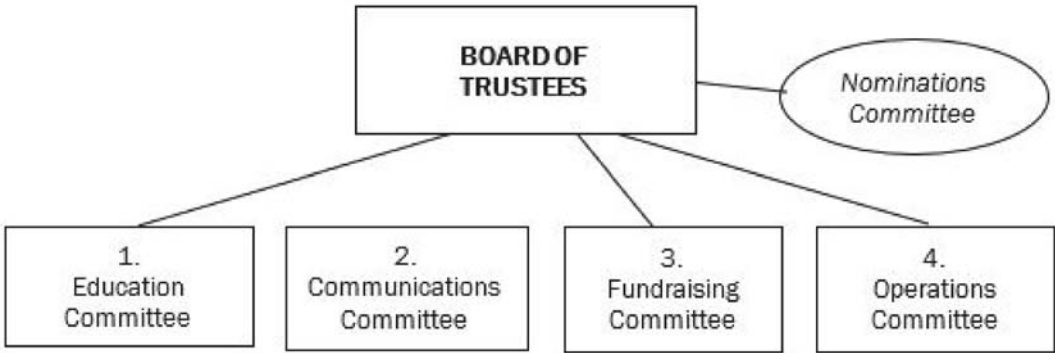 BOARD OF
TRUSTEES
Nominations
Committee
1.
Education
Committee
2.
Communications
Committee
3.
Fundraising
Committee
4.
Operations
Committee